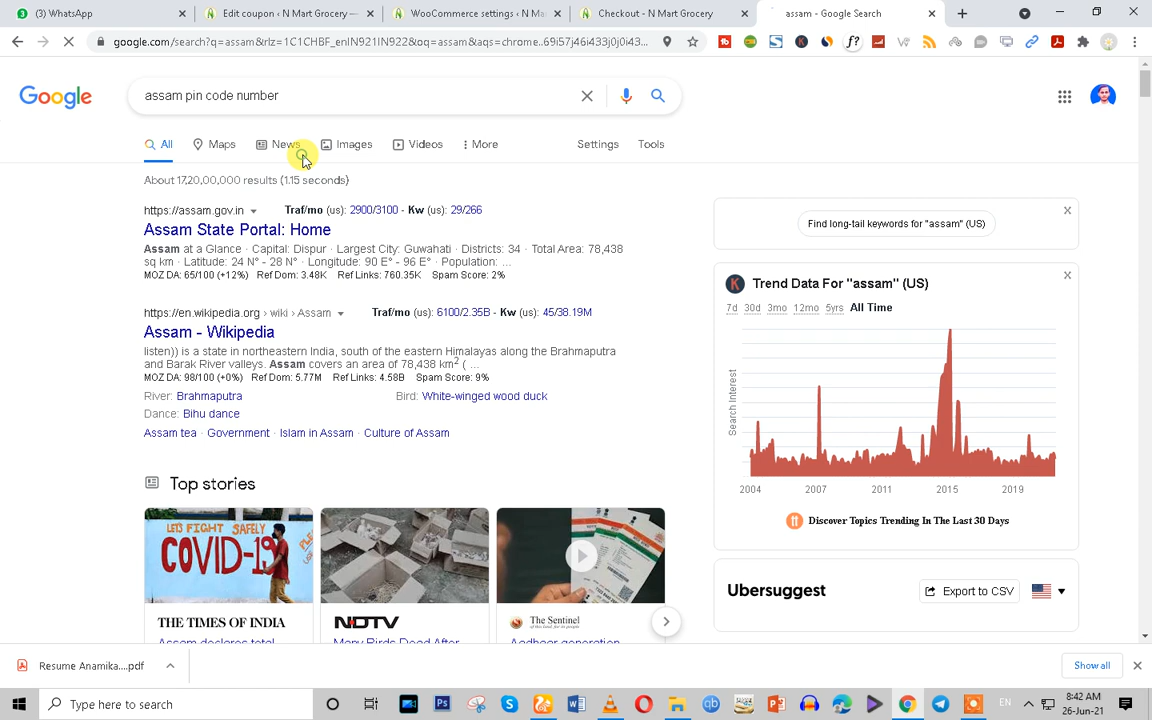 (3) WhatsApp
Edit coupon ‹ N Mart Grocery —
WooCommerce settings ‹ N Ma
Checkout - N Mart Grocery
assam - Google Search
google.com/search?q=assam&rlz=1C1CHBF_enIN921IN922&oq=assam&aqs=chrome..69i57j46i433j0j0i43...
Google
assam pin code number
All
Maps
News
Images
Videos
More
Settings
Tools
About 17,20,00,000 results (1.15 seconds)
https://assam.gov.in
Traf/mo (us): 2900/3100 - Kw (us): 29/266
Assam State Portal: Home
Assam at a Glance · Capital: Dispur · Largest City: Guwahati · Districts: 34 · Total Area: 78,438
sq km · Latitude: 24 N° - 28 N° · Longitude: 90 E° - 96 E° · Population: ...
MOZ DA: 65/100 (+12%) Ref Dom: 3.48K Ref Links: 760.35K Spam Score: 2%
https://en.wikipedia.org › wiki › Assam
Traf/mo (us): 6100/2.35B - Kw (us): 45/38.19M
Assam - Wikipedia
listen)) is a state in northeastern India, south of the eastern Himalayas along the Brahmaputra
and Barak River valleys. Assam covers an area of 78,438 km2 ( ...
MOZ DA: 98/100 (+0%) Ref Dom: 5.77M Ref Links: 4.58B Spam Score: 9%
River: Brahmaputra
Bird: White-winged wood duck
Dance: Bihu dance
Assam tea · Government · Islam in Assam · Culture of Assam
Top stories
LETS FIGHT SAFELY
COVID-19
THE TIMES OF INDIA
Assam declares total
NDTV
Many Birds Dead After
The Sentinel
Aadhaar generation
Find long-tail keywords for "assam" (US)
X
X
K
Trend Data For "assam" (US)
7d 30d 3mo 12mo 5yrs All Time
Search Interest
2004 2007 2011 2015 2019
Discover Topics Trending In The Last 30 Days
Ubersuggest
Export to CSV
Resume Anamika....pdf
Show all
Type here to search
EN
8:42 AM
26-Jun-21